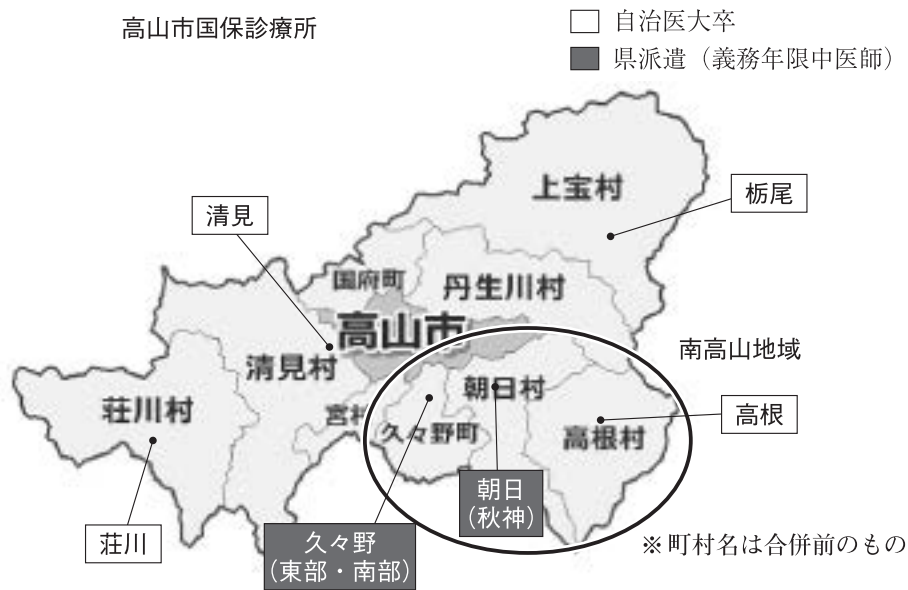 高山市国保診療所
自治医大卒
県派遣（義務年限中医師）
上宝村
栃尾
清見
国府町
丹生川村
高山市
清見村
南高山地域
荘川村
宮村
朝日村
久々野町
高根村
高根
朝日
（秋神）
荘川
久々野
（東部・南部）
※町村名は合併前のもの